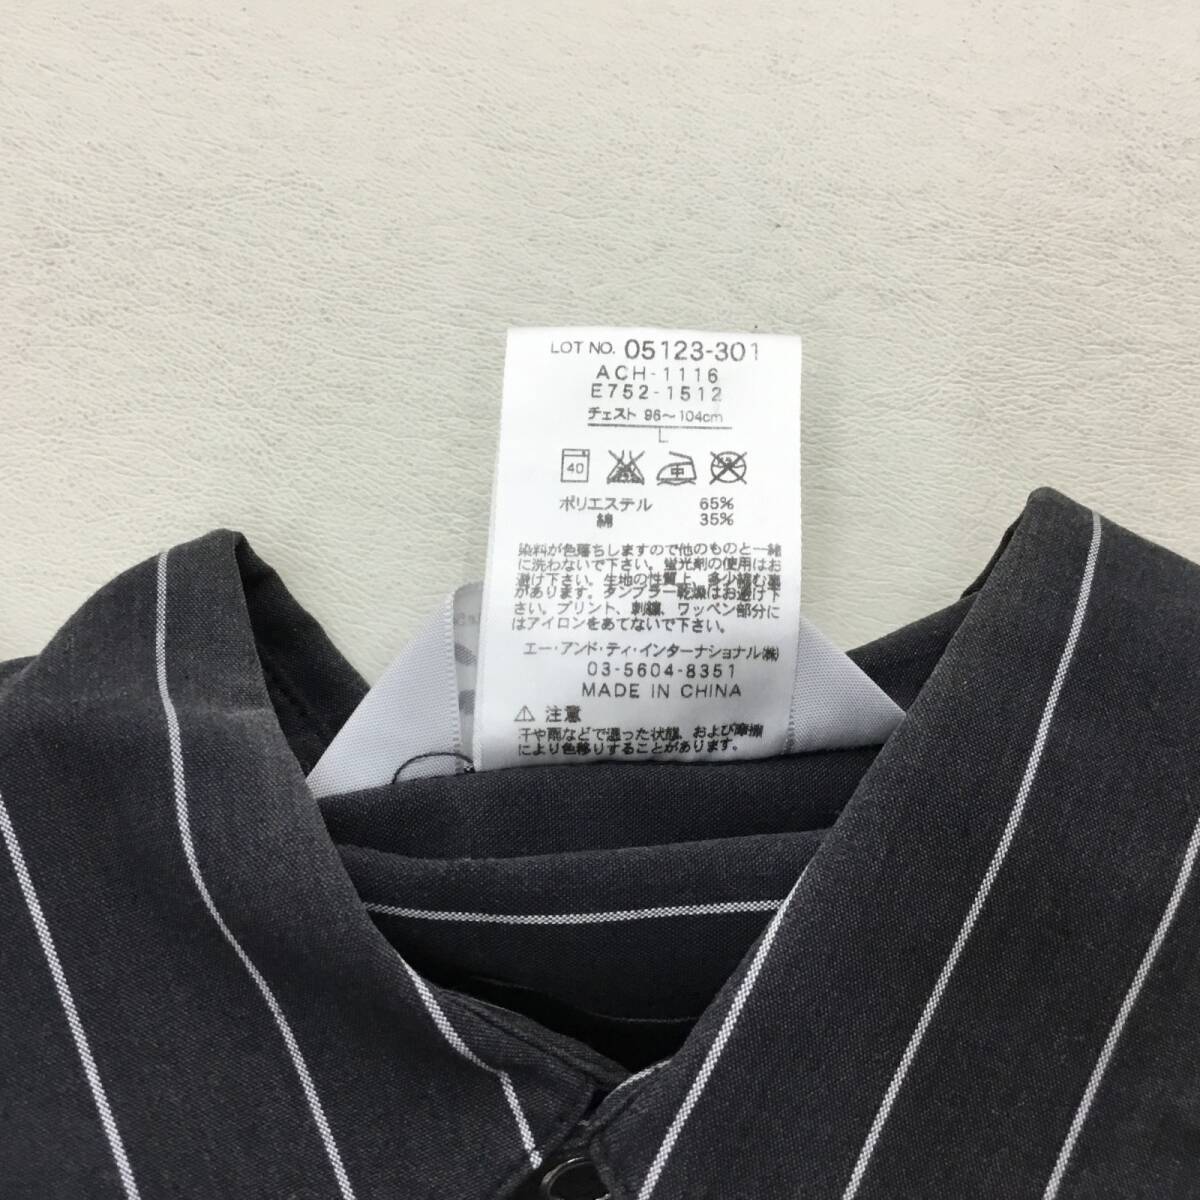 LOT NO. 05123-301
ACH-1116
E752-1512
チェスト 96～104cm
L
40
中
ポリエステル 65%
綿 35%
染料が色落ちしますので他のものと一緒
に洗わないで下さい。蛍光剤の使用はお
避け下さい。生地の性質上、多少縮む事
があります。タンブラー乾燥はお避け下
さい。プリント、刺繍、ワッペン部分に
はアイロンをあてないで下さい。
エー・アンド・ティ・インターナショナル㈱
03-5604-8351
MADE IN CHINA
⚠ 注意
汗や雨などで湿った状態、および摩擦
により色移りすることがあります。